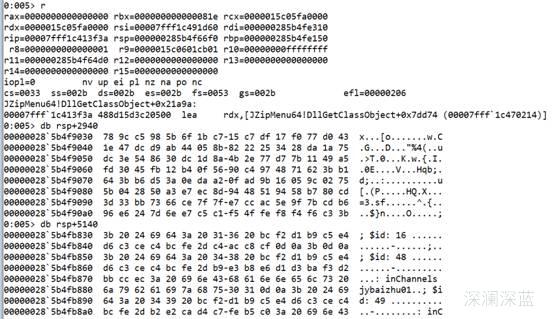 0:005> r
rax=0000000000000000 rbx=000000000000081e rcx=0000015c05fa0000
rdx=0000015c05fa0000 rsi=00007fff1c491d60 rdi=000000285b4fe310
rip=00007fff1c413f3a rsp=000000285b4f66f0 rbp=000000285b4fe150
r8=0000000000000001 r9=0000015c0601cb01 r10=00000000ffffffff
r11=000000285b4f64d0 r12=0000000000000000 r13=0000000000000000
r14=0000000000000000 r15=0000000000000000
iopl=0 nv up ei pl nz na po nc
cs=0033 ss=002b ds=002b es=002b fs=0053 gs=002b efl=00000206
JZipMenu64!DllGetClassObject+0x21a9a:
00007fff`1c413f3a 488d15d3c20500 lea rdx,[JZipMenu64!DllGetClassObject+0x7dd74 (00007fff`1c470214)]
0:005> db rsp+2940
00000028`5b4f9030 78 9c c5 98 5b 6f 1b c7-15 c7 df 17 f0 77 d0 43 x...[o.......w.C
00000028`5b4f9040 1e 47 dc d9 ab 44 05 8b-82 22 25 34 28 da 1a 75 .G...D..."%4(..u
00000028`5b4f9050 dc 3e 54 86 30 dc 1d 8a-4b 2e 77 d7 7b 11 49 a5
00000028`5b4f9060 fd 30 45 fb 12 b4 0f 56-90 c4 97 48 71 62 3b b1 .0E....V...Hqb;.
00000028`5b4f9070 64 3b b6 d5 3a 0e da a2-0f ad 9b 16 05 9c 02 75
00000028`5b4f9080 5b 04 28 50 a3 e7 ec 8d-94 48 51 94 58 b7 80 cd [.(P.....HQ.X...
00000028`5b4f9090 3d 33 bb 73 66 ce 7f 7f-e7 cc ac 5e 9f 7b cd b6 =3.sf......^.{..
00000028`5b4f90a0 96 e6 24 7d 6e e7 c5 c1-f5 4f fe f8 f4 f6 c3 3b
0:005> db rsp+5140
00000028`5b4fb830 3b 20 24 69 64 3a 20 31-36 20 bc f2 d1 b9 c5 e4 ; $id: 16 .......
00000028`5b4fb840 d6 c3 ce c4 bc fe 2d c4-ac c8 cf 0d 0a 3b 0d 0a ......-......;..
00000028`5b4fb850 3b 20 24 69 64 3a 20 34-38 20 bc f2 d1 b9 c5 e4 ; $id: 48 .......
00000028`5b4fb860 d6 c3 ce c4 bc fe 2d b9-e3 b8 e6 d1 d3 ba f3 d2 ......-.........
00000028`5b4fb870 bb cc ec 3a 20 69 6e 43-68 61 6e 6e 65 6c 73 20 ...: inChannels
00000028`5b4fb880 6a 79 62 61 69 7a 68 75-30 31 0d 0a 3b 20 24 69 jybaizhu01..; $i
00000028`5b4fb890 64 3a 20 34 39 20 bc f2-d1 b9 c5 e4 d6 c3 ce c4 d: 49 ..........
00000028`5b4fb8a0 bc fe 2d b2 e2 ca d4 c7-fe b5 c0 3a 20 69 6e 43 ..-........: inC
深澜深蓝